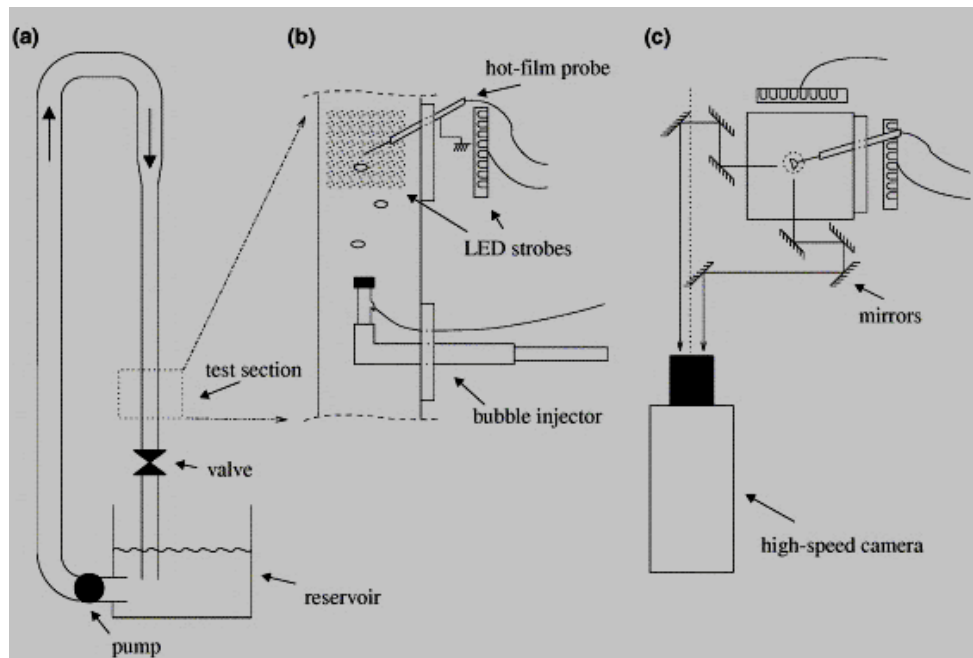 (a)
test section
valve
reservoir
pump
(b)
hot-film probe
LED strobes
bubble injector
(c)
mirrors
high-speed camera